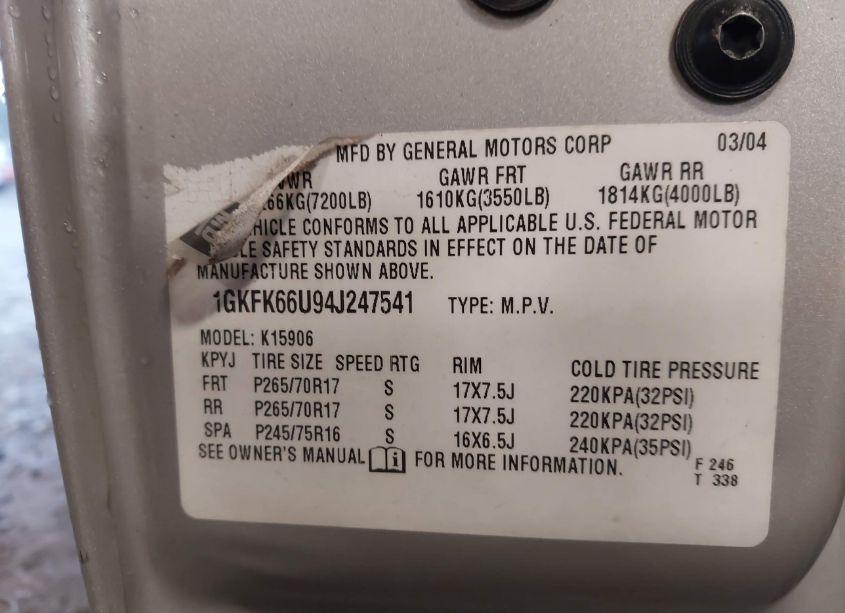 MFD BY GENERAL MOTORS CORP 03/04
VWR GAWR FRT GAWR RR
66KG(7200LB) 1610KG(3550LB) 1814KG(4000LB)
HICLE CONFORMS TO ALL APPLICABLE U.S. FEDERAL MOTOR
LE SAFETY STANDARDS IN EFFECT ON THE DATE OF
MANUFACTURE SHOWN ABOVE.
1GKFK66U94J247541 TYPE: M.P.V.
MODEL: K15906
KPYJ TIRE SIZE SPEED RTG RIM COLD TIRE PRESSURE
FRT P265/70R17 S 17X7.5J 220KPA(32PSI)
RR P265/70R17 S 17X7.5J 220KPA(32PSI)
SPA P245/75R16 S 16X6.5J 240KPA(35PSI)
SEE OWNER'S MANUAL FOR MORE INFORMATION.
F 246
T 338